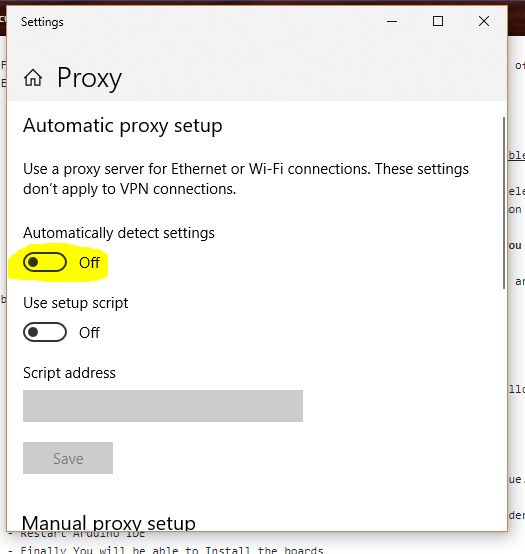 Settings
Proxy
Automatic proxy setup
Use a proxy server for Ethernet or Wi-Fi connections. These settings
don't apply to VPN connections.
Automatically detect settings
Off
Use setup script
Off
Script address
Save
Manual proxy setup
- Restart Arduino IDE
- Finally You will be able to Install the boards